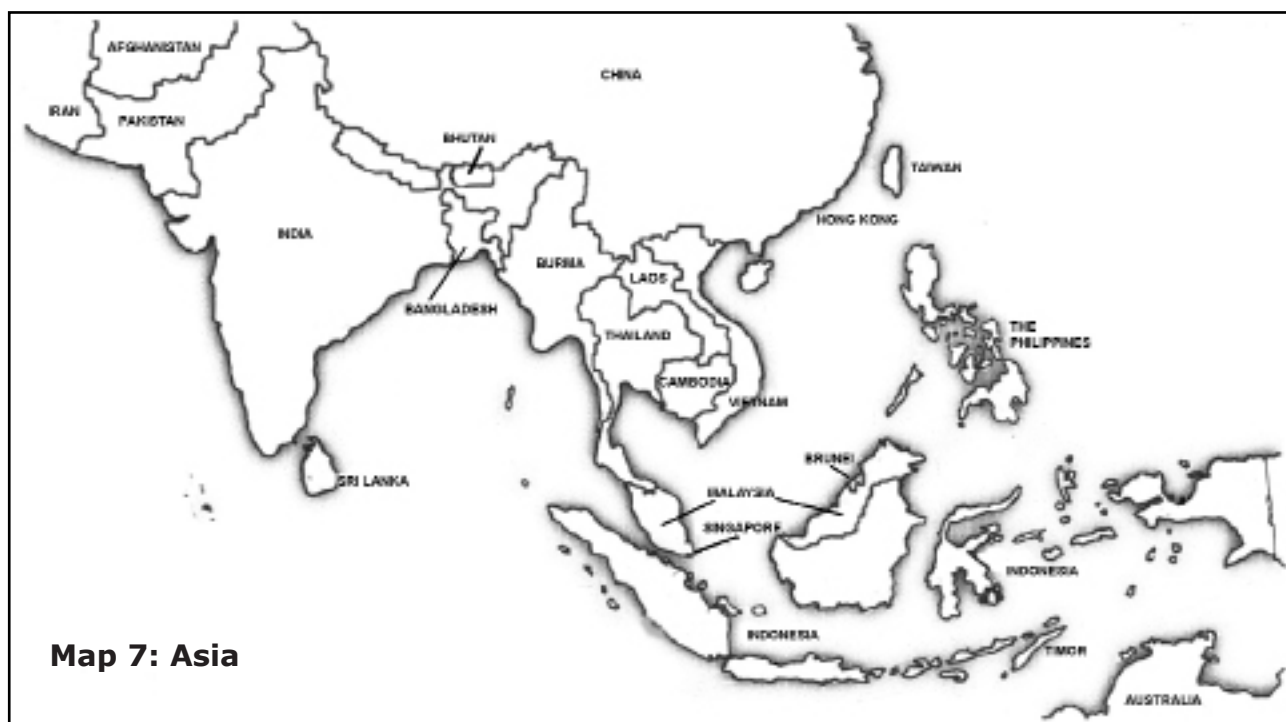 AFGHANISTAN
CHINA
IRAN
PAKISTAN
BHUTAN
TAIWAN
HONG KONG
INDIA
BURMA
LAOS
BANGLADESH
THAILAND
THE
PHILIPPINES
CAMBODIA
VIETNAM
BRUNEI
SRI LANKA
MALAYSIA
SINGAPORE
INDONESIA
INDONESIA
TIMOR
Map 7: Asia
AUSTRALIA